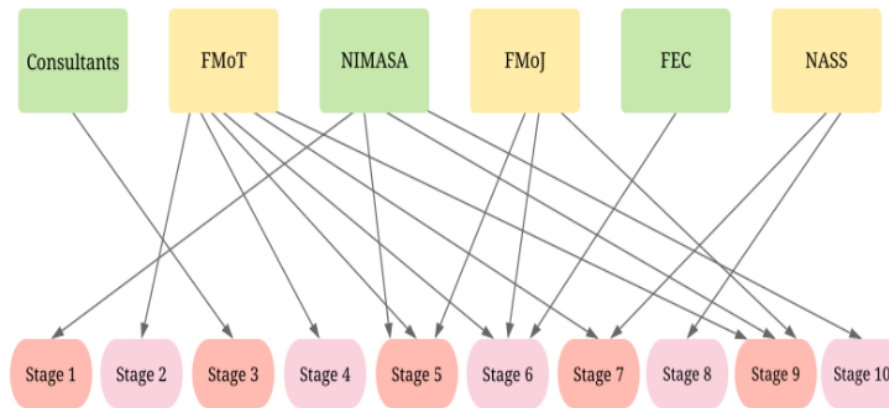 Consultants
FMoT
NIMASA
FMoJ
FEC
NASS
Stage 1
Stage 2
Stage 3
Stage 4
Stage 5
Stage 6
Stage 7
Stage 8
Stage 9
Stage 10